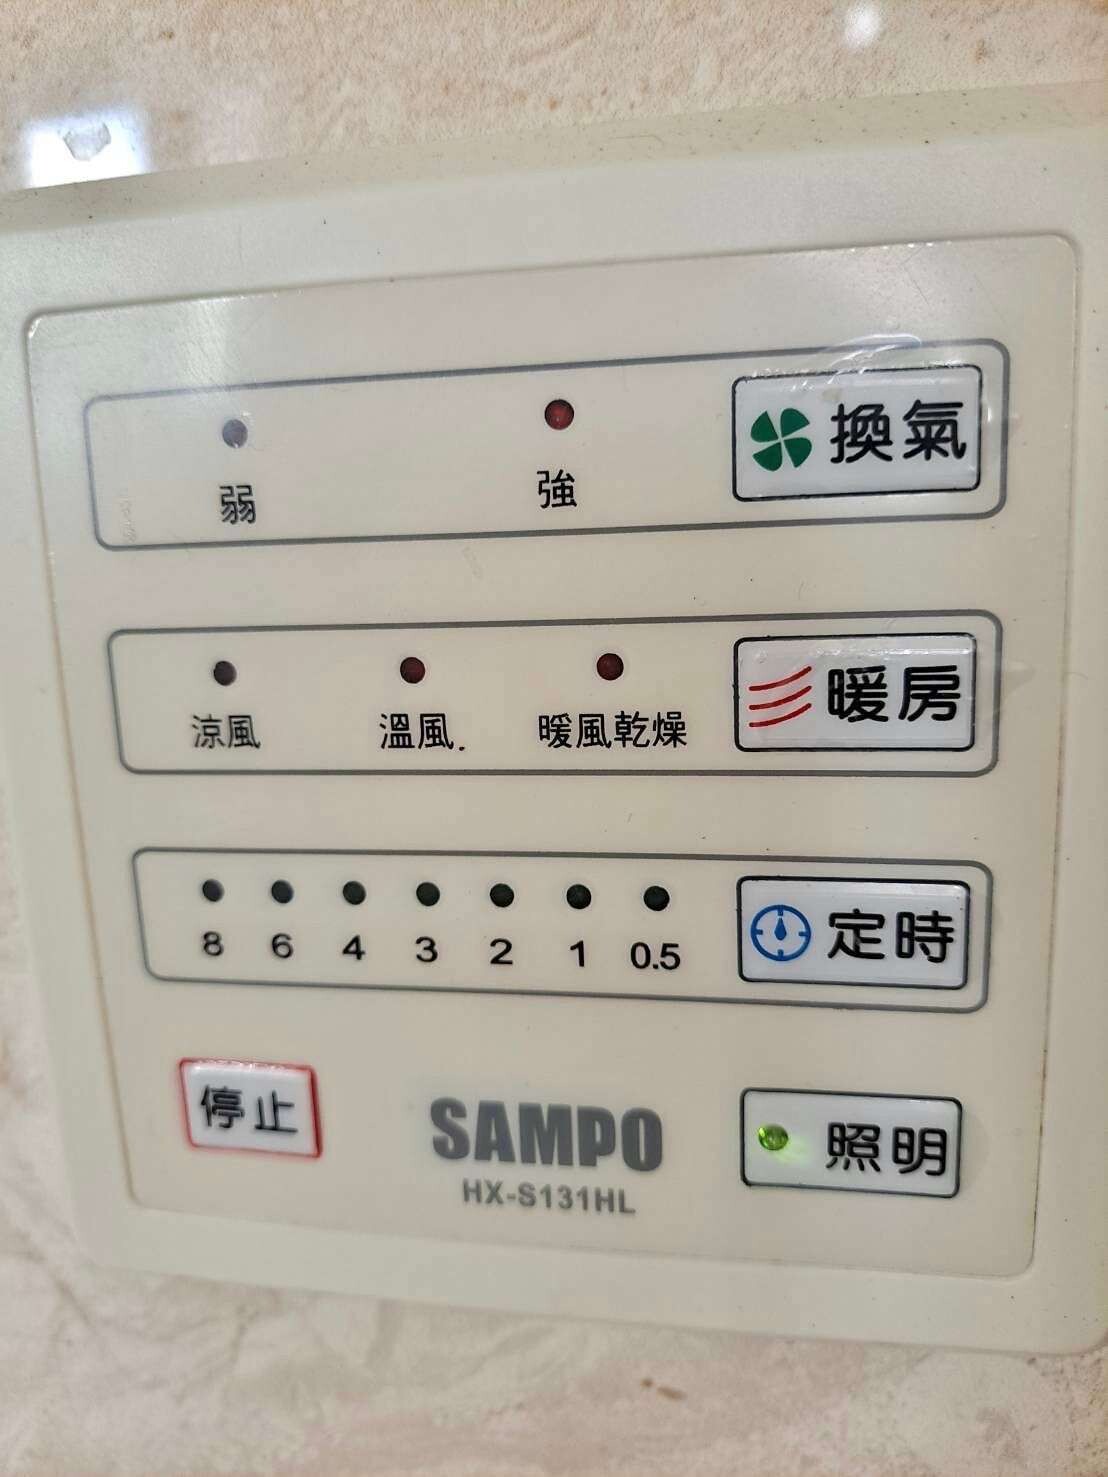 弱 強 換氣
涼風 溫風. 暖風乾燥 暖房
8 6 4 3 2 1 0.5 定時
停止 SAMPO 照明
HX-S131HL